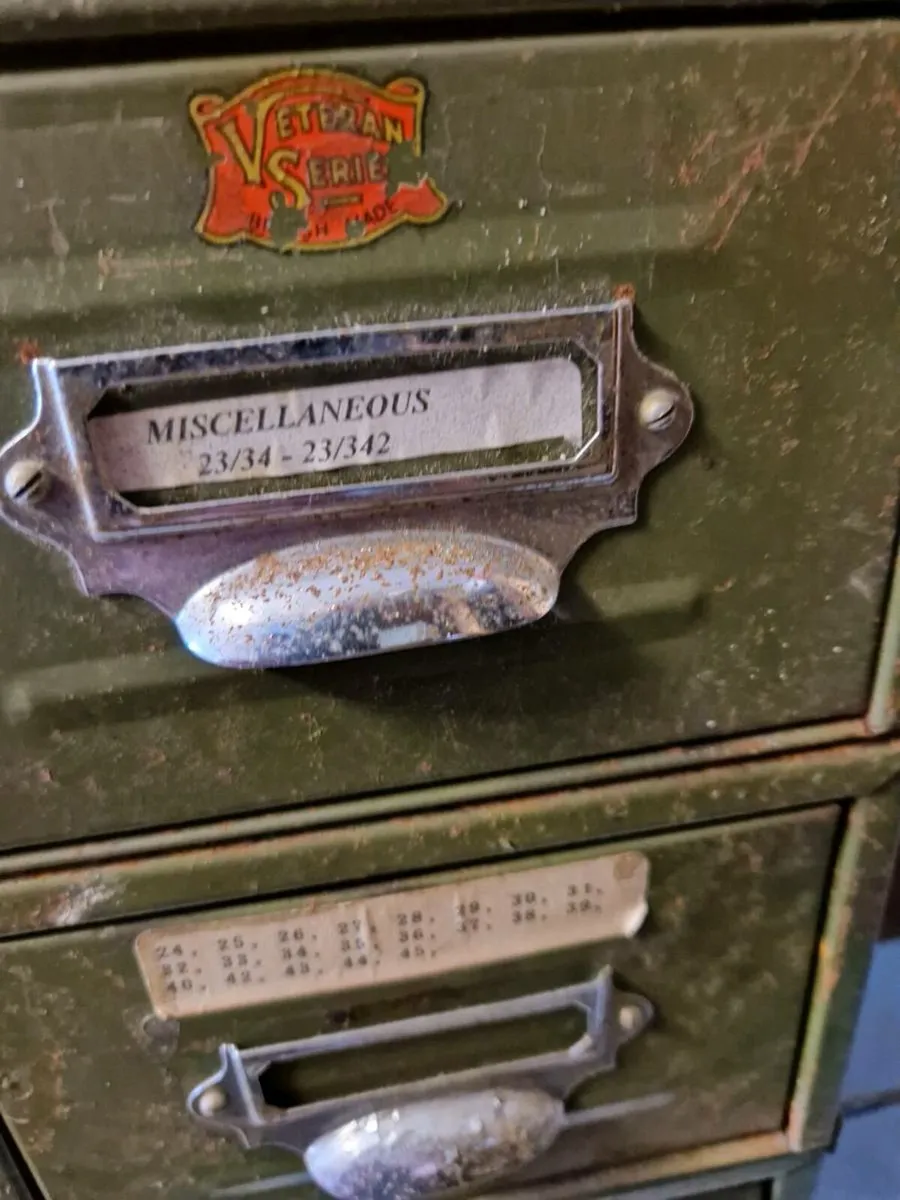 VETERAN
SERIE
MISCELLANEOUS
23/34 - 23/342
24. 25. 26. 27. 28. 29. 30. 31.
32. 33. 34. 35. 36. 37. 38. 39.
40. 42. 43. 44. 45.